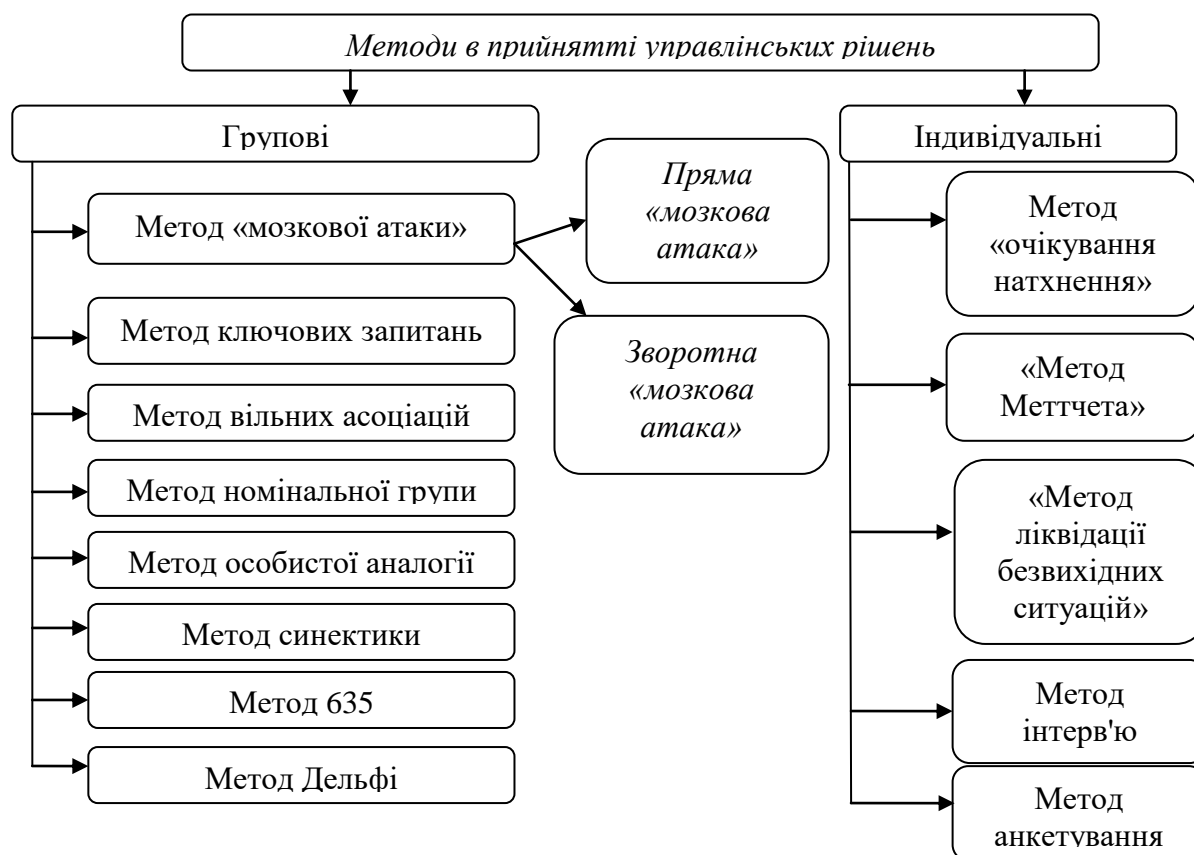 Методи в прийнятті управлінських рішень
Групові
Метод «мозкової атаки»
Метод ключових запитань
Метод вільних асоціацій
Метод номінальної групи
Метод особистої аналогії
Метод синектики
Метод 635
Метод Дельфі
Пряма
«мозкова
атака»
Зворотна
«мозкова
атака»
Індивідуальні
Метод
«очікування
натхнення»
«Метод
Меттчета»
«Метод
ліквідації
безвихідних
ситуацій»
Метод
інтерв'ю
Метод
анкетування